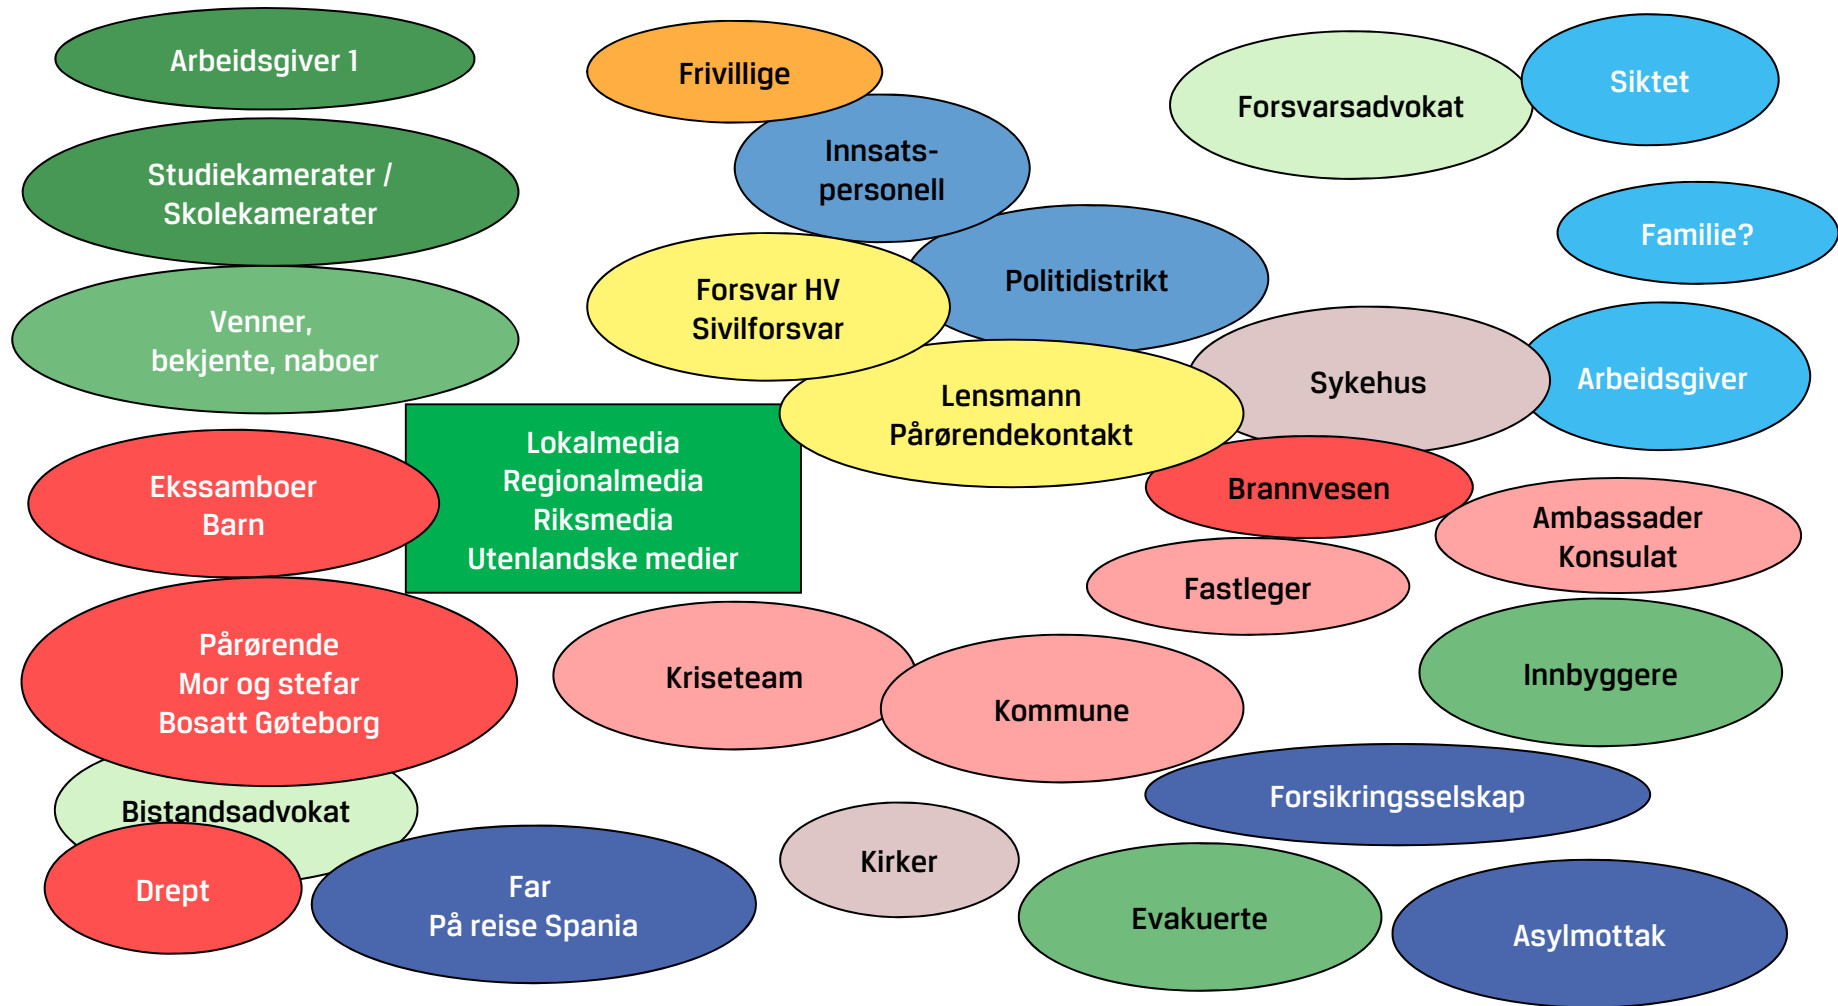 Arbeidsgiver 1
Studiekamerater /
Skolekamerater
Venner,
bekjente, naboer
Ekssamboer
Barn
Pårørende
Mor og stefar
Bosatt Gøteborg
Bistandsadvokat
Drept
Far
På reise Spania
Lokalmedia
Regionalmedia
Riksmedia
Utenlandske medier
Frivillige
Innsats-
personell
Politidistrikt
Forsvar HV
Sivilforsvar
Lensmann
Pårørendekontakt
Sykehus
Brannvesen
Fastleger
Kriseteam
Kommune
Kirker
Evakuerte
Forsvarsadvokat
Siktet
Familie?
Arbeidsgiver
Ambassader
Konsulat
Innbyggere
Forsikringsselskap
Asylmottak